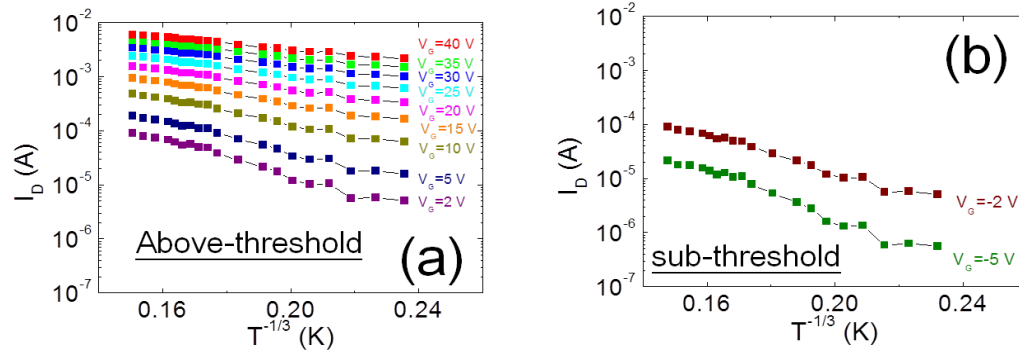 10⁻²
10⁻³
10⁻⁴
10⁻⁵
10⁻⁶
10⁻⁷
I_D (A)
V_G=40 V
V_G=35 V
V_G=30 V
V_G=25 V
V_G=20 V
V_G=15 V
V_G=10 V
V_G=5 V
V_G=2 V
Above-threshold
(a)
0.16 0.20 0.24
T⁻¹/³ (K)
10⁻²
10⁻³
10⁻⁴
10⁻⁵
10⁻⁶
10⁻⁷
I_D (A)
(b)
V_G=-2 V
V_G=-5 V
sub-threshold
0.16 0.20 0.24
T⁻¹/³ (K)